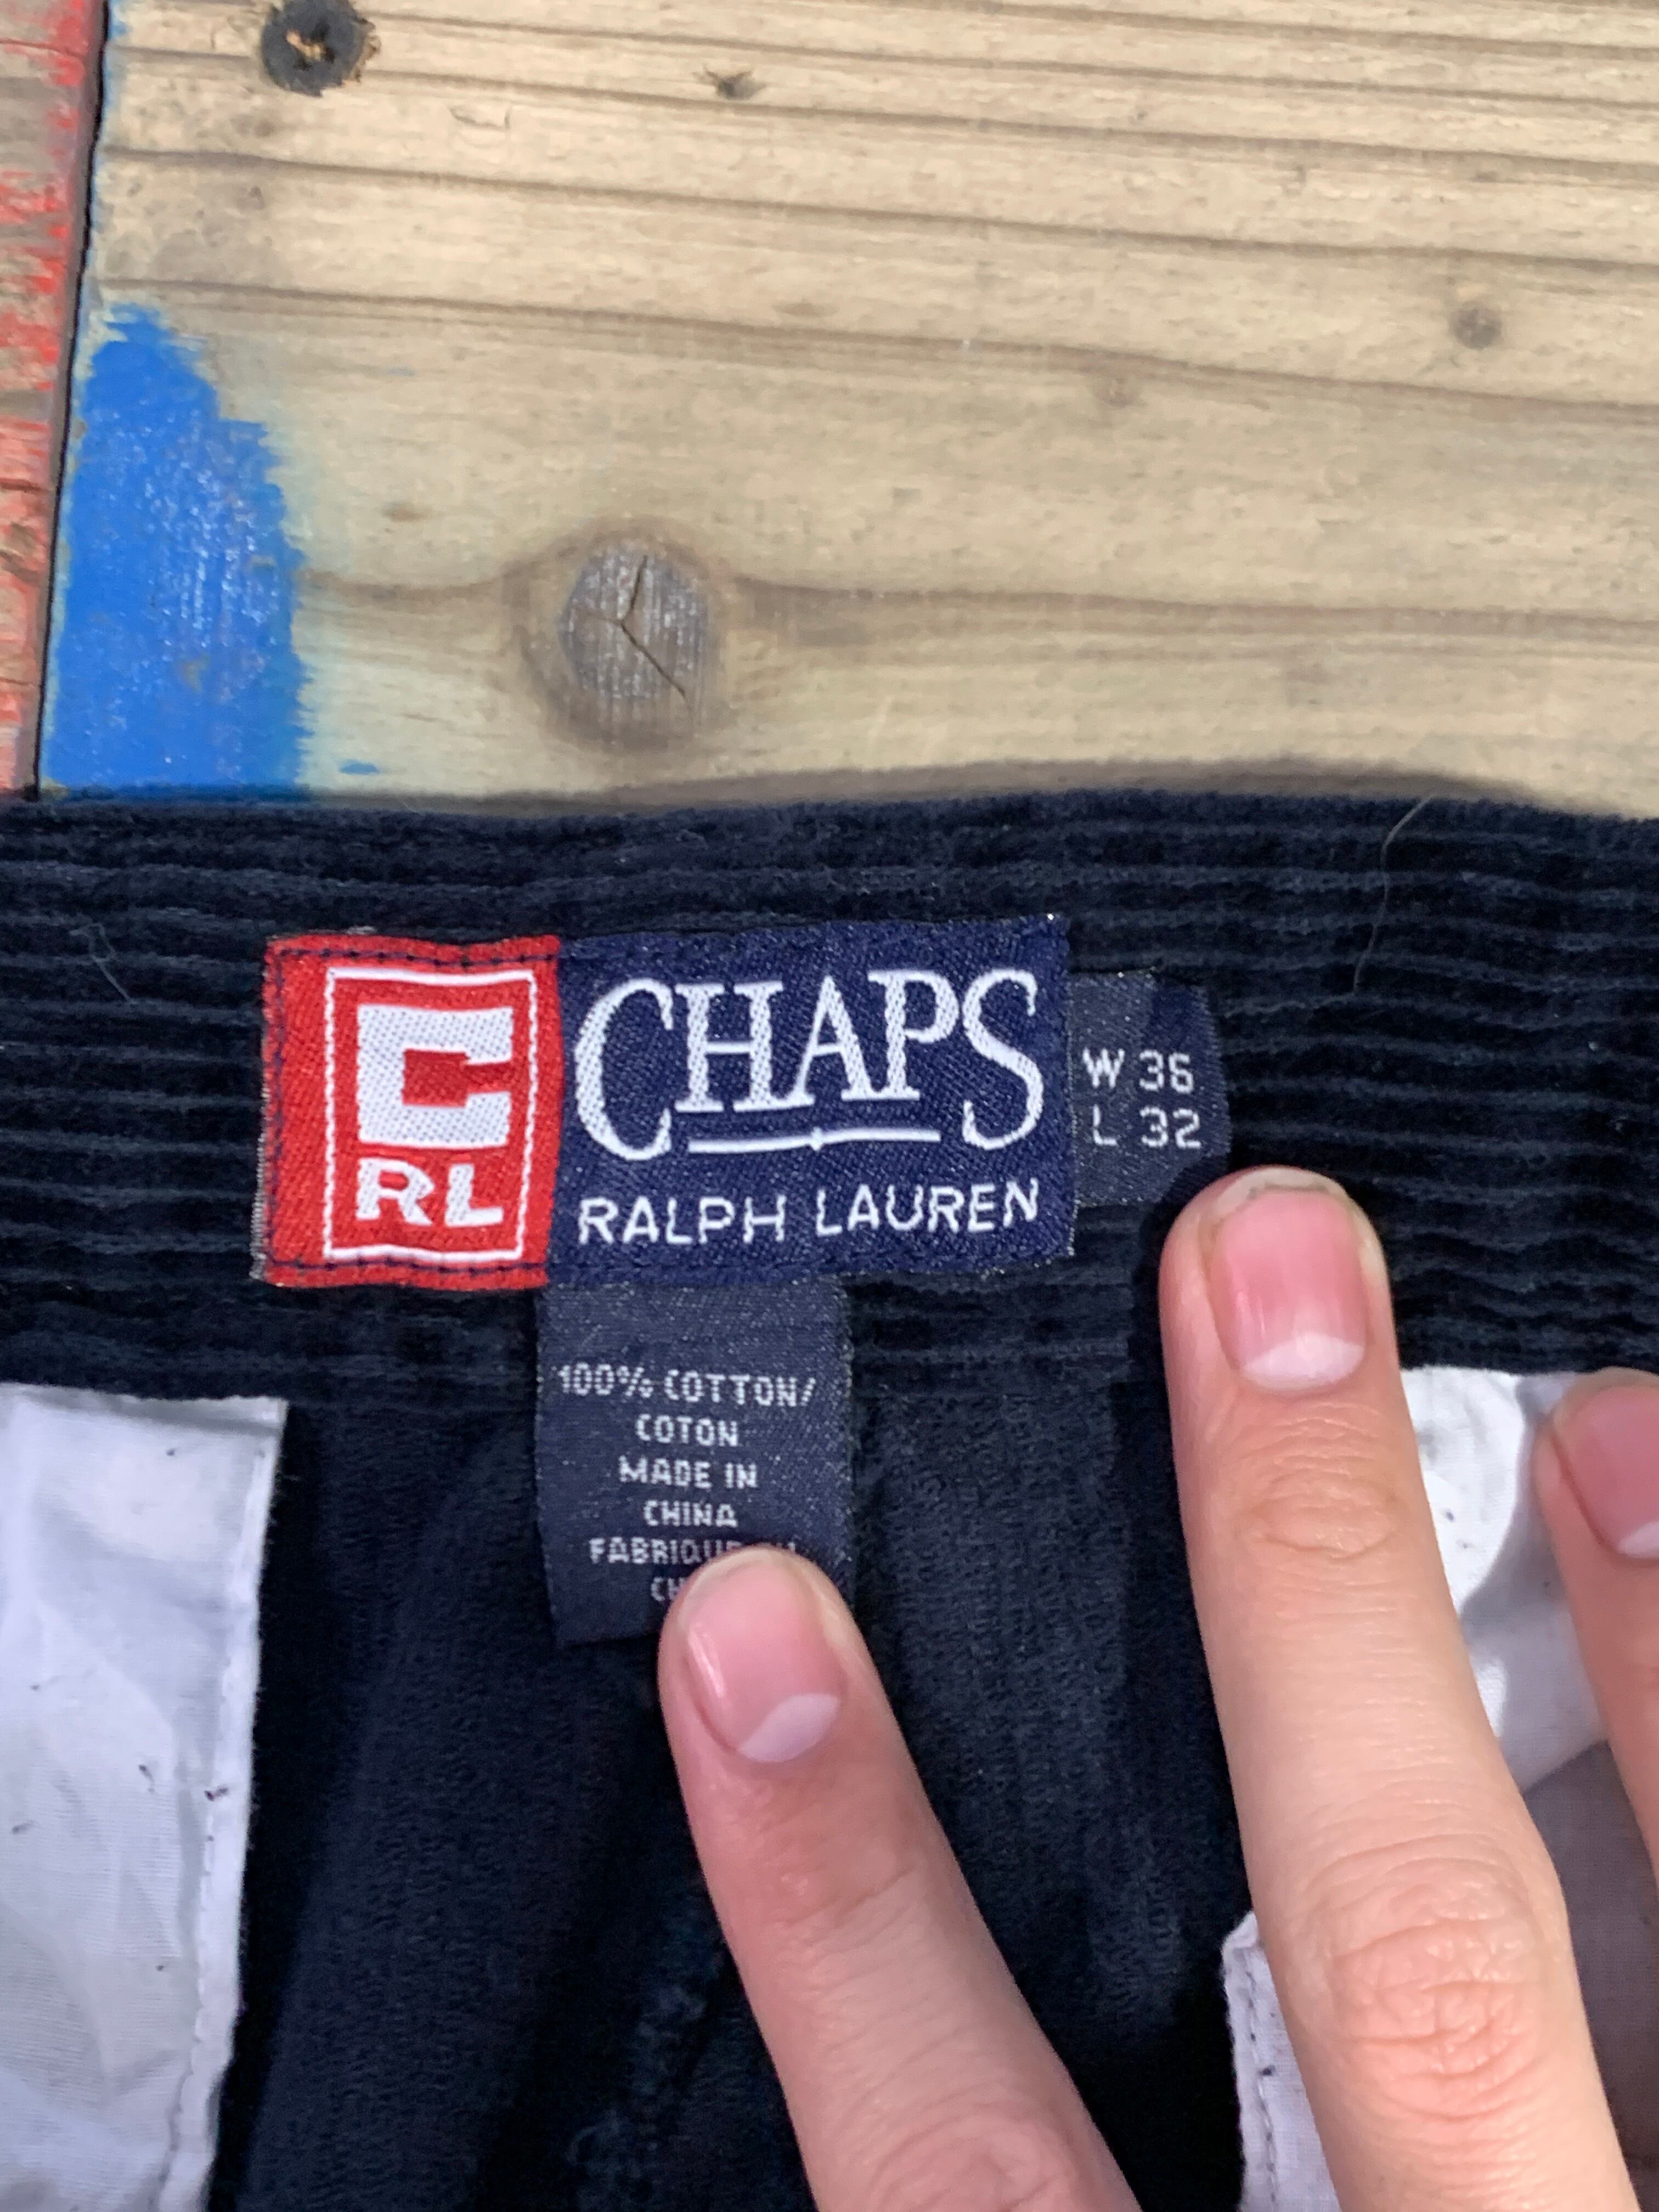 C
RL
CHAPS
RALPH LAUREN
W 36
L 32
100% COTTON/
COTON
MADE IN
CHINA